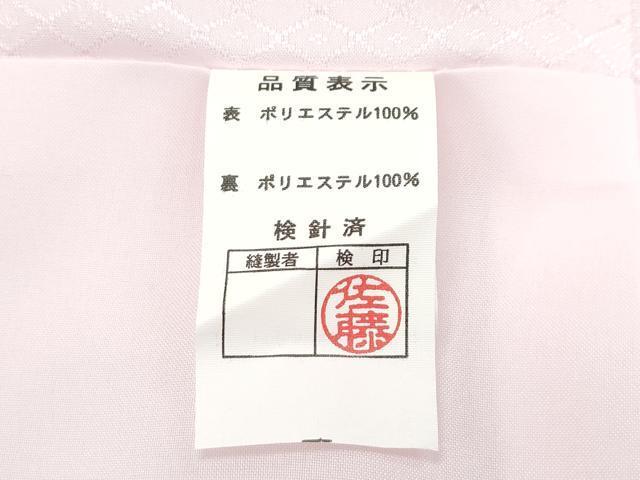 品質表示
表 ポリエステル100%
裏 ポリエステル100%
検針済
縫製者 検印
佐藤